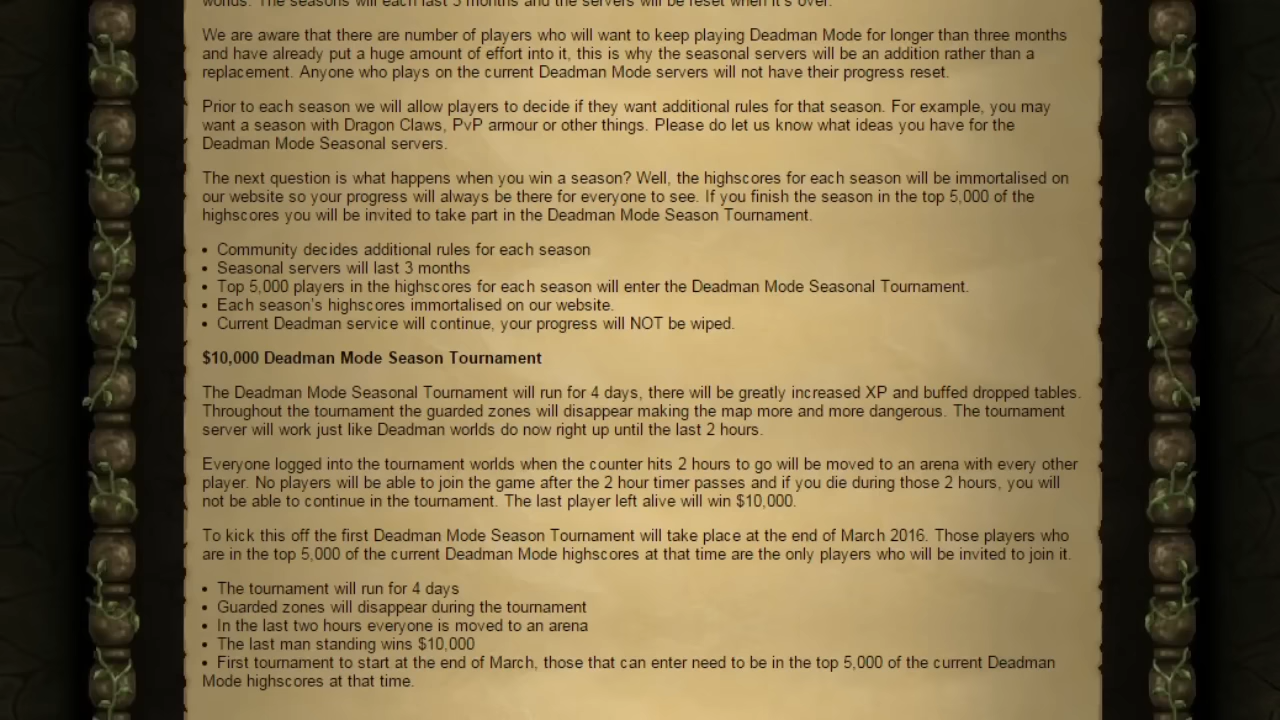 worlds. The seasons will each last 3 months and the servers will be reset when it's over.
We are aware that there are number of players who will want to keep playing Deadman Mode for longer than three months
and have already put a huge amount of effort into it, this is why the seasonal servers will be an addition rather than a
replacement. Anyone who plays on the current Deadman Mode servers will not have their progress reset.
Prior to each season we will allow players to decide if they want additional rules for that season. For example, you may
want a season with Dragon Claws, PvP armour or other things. Please do let us know what ideas you have for the
Deadman Mode Seasonal servers.
The next question is what happens when you win a season? Well, the highscores for each season will be immortalised on
our website so your progress will always be there for everyone to see. If you finish the season in the top 5,000 of the
highscores you will be invited to take part in the Deadman Mode Season Tournament.
• Community decides additional rules for each season
• Seasonal servers will last 3 months
• Top 5,000 players in the highscores for each season will enter the Deadman Mode Seasonal Tournament.
• Each season's highscores immortalised on our website.
• Current Deadman service will continue, your progress will NOT be wiped.
$10,000 Deadman Mode Season Tournament
The Deadman Mode Seasonal Tournament will run for 4 days, there will be greatly increased XP and buffed dropped tables.
Throughout the tournament the guarded zones will disappear making the map more and more dangerous. The tournament
server will work just like Deadman worlds do now right up until the last 2 hours.
Everyone logged into the tournament worlds when the counter hits 2 hours to go will be moved to an arena with every other
player. No players will be able to join the game after the 2 hour timer passes and if you die during those 2 hours, you will
not be able to continue in the tournament. The last player left alive will win $10,000.
To kick this off the first Deadman Mode Season Tournament will take place at the end of March 2016. Those players who
are in the top 5,000 of the current Deadman Mode highscores at that time are the only players who will be invited to join it.
• The tournament will run for 4 days
• Guarded zones will disappear during the tournament
• In the last two hours everyone is moved to an arena
• The last man standing wins $10,000
• First tournament to start at the end of March, those that can enter need to be in the top 5,000 of the current Deadman
Mode highscores at that time.